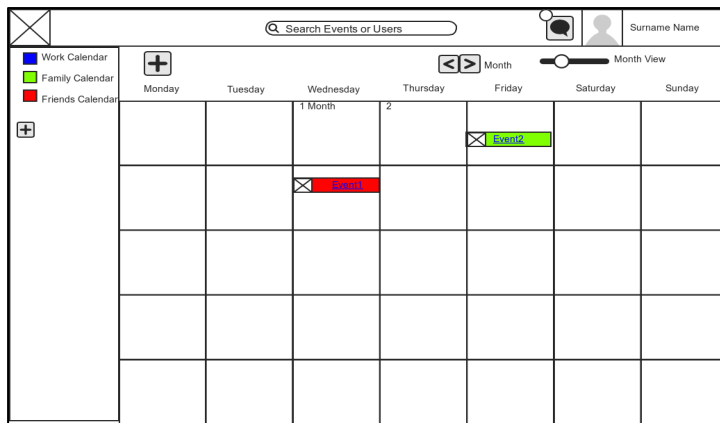 Search Events or Users
Surname Name
Work Calendar
Family Calendar
Friends Calendar
Month
Month View
Monday
Tuesday
Wednesday
Thursday
Friday
Saturday
Sunday
1 Month
2
Event2
Event1